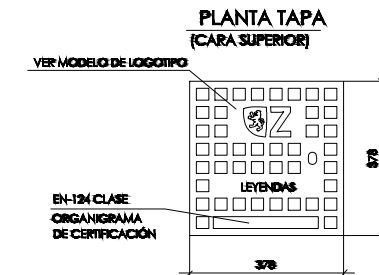 PLANTA TAPA
(CARA SUPERIOR)
VER MODELO DE LOGOTIPO
Z
LEYENDAS
EN-124 CLASE
ORGANIGRAMA
DE CERTIFICACIÓN
378
378